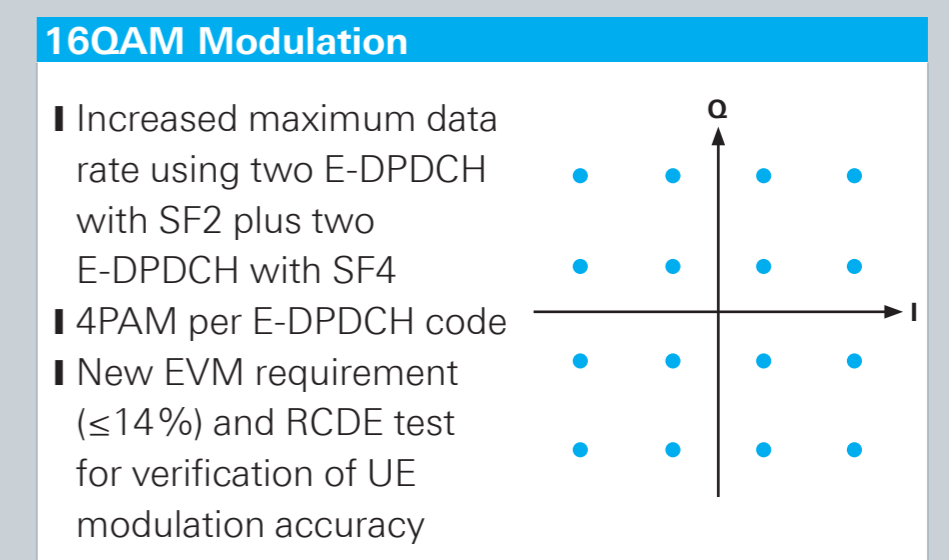 16QAM Modulation
Increased maximum data
rate using two E-DPDCH
with SF2 plus two
E-DPDCH with SF4
4PAM per E-DPDCH code
New EVM requirement
(≤14%) and RCDE test
for verification of UE
modulation accuracy
Q
I